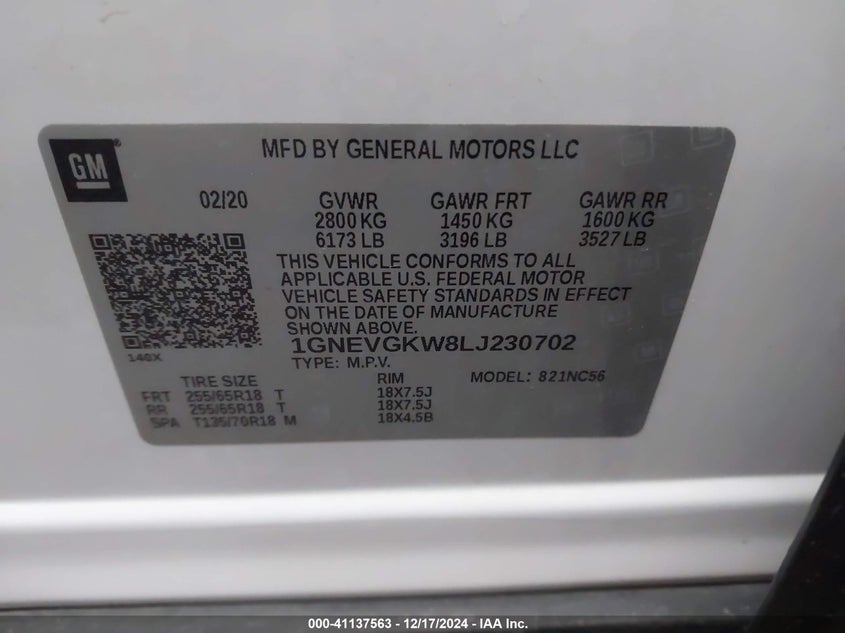 GM
MFD BY GENERAL MOTORS LLC
02/20 GVWR GAWR FRT GAWR RR
2800 KG 1450 KG 1600 KG
6173 LB 3196 LB 3527 LB
THIS VEHICLE CONFORMS TO ALL
APPLICABLE U.S. FEDERAL MOTOR
VEHICLE SAFETY STANDARDS IN EFFECT
ON THE DATE OF MANUFACTURE
SHOWN ABOVE.
1GNEVGKW8LJ230702
140X
TYPE: M.P.V.
TIRE SIZE RIM MODEL: 821NC56
FRT 255/65R18 T 18X7.5J
RR 255/65R18 T 18X7.5J
SPA T135/70R18 M 18X4.5B
000-41137563 – 12/17/2024 – IAA Inc.